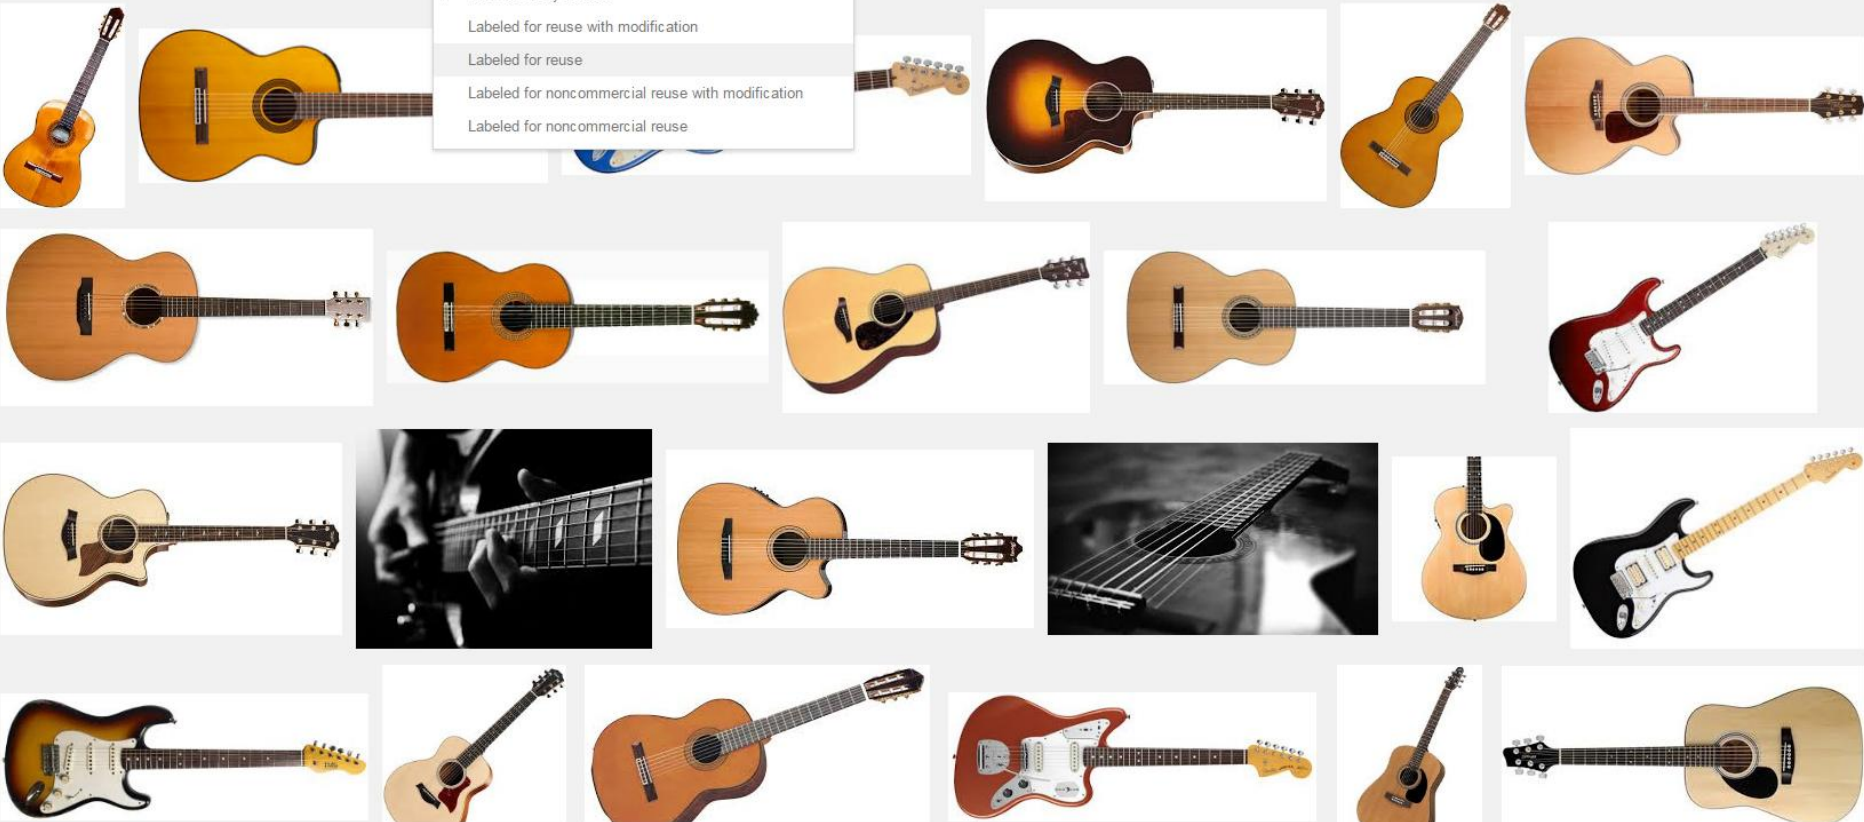 Labeled for reuse with modification
Labeled for reuse
Labeled for noncommercial reuse with modification
Labeled for noncommercial reuse